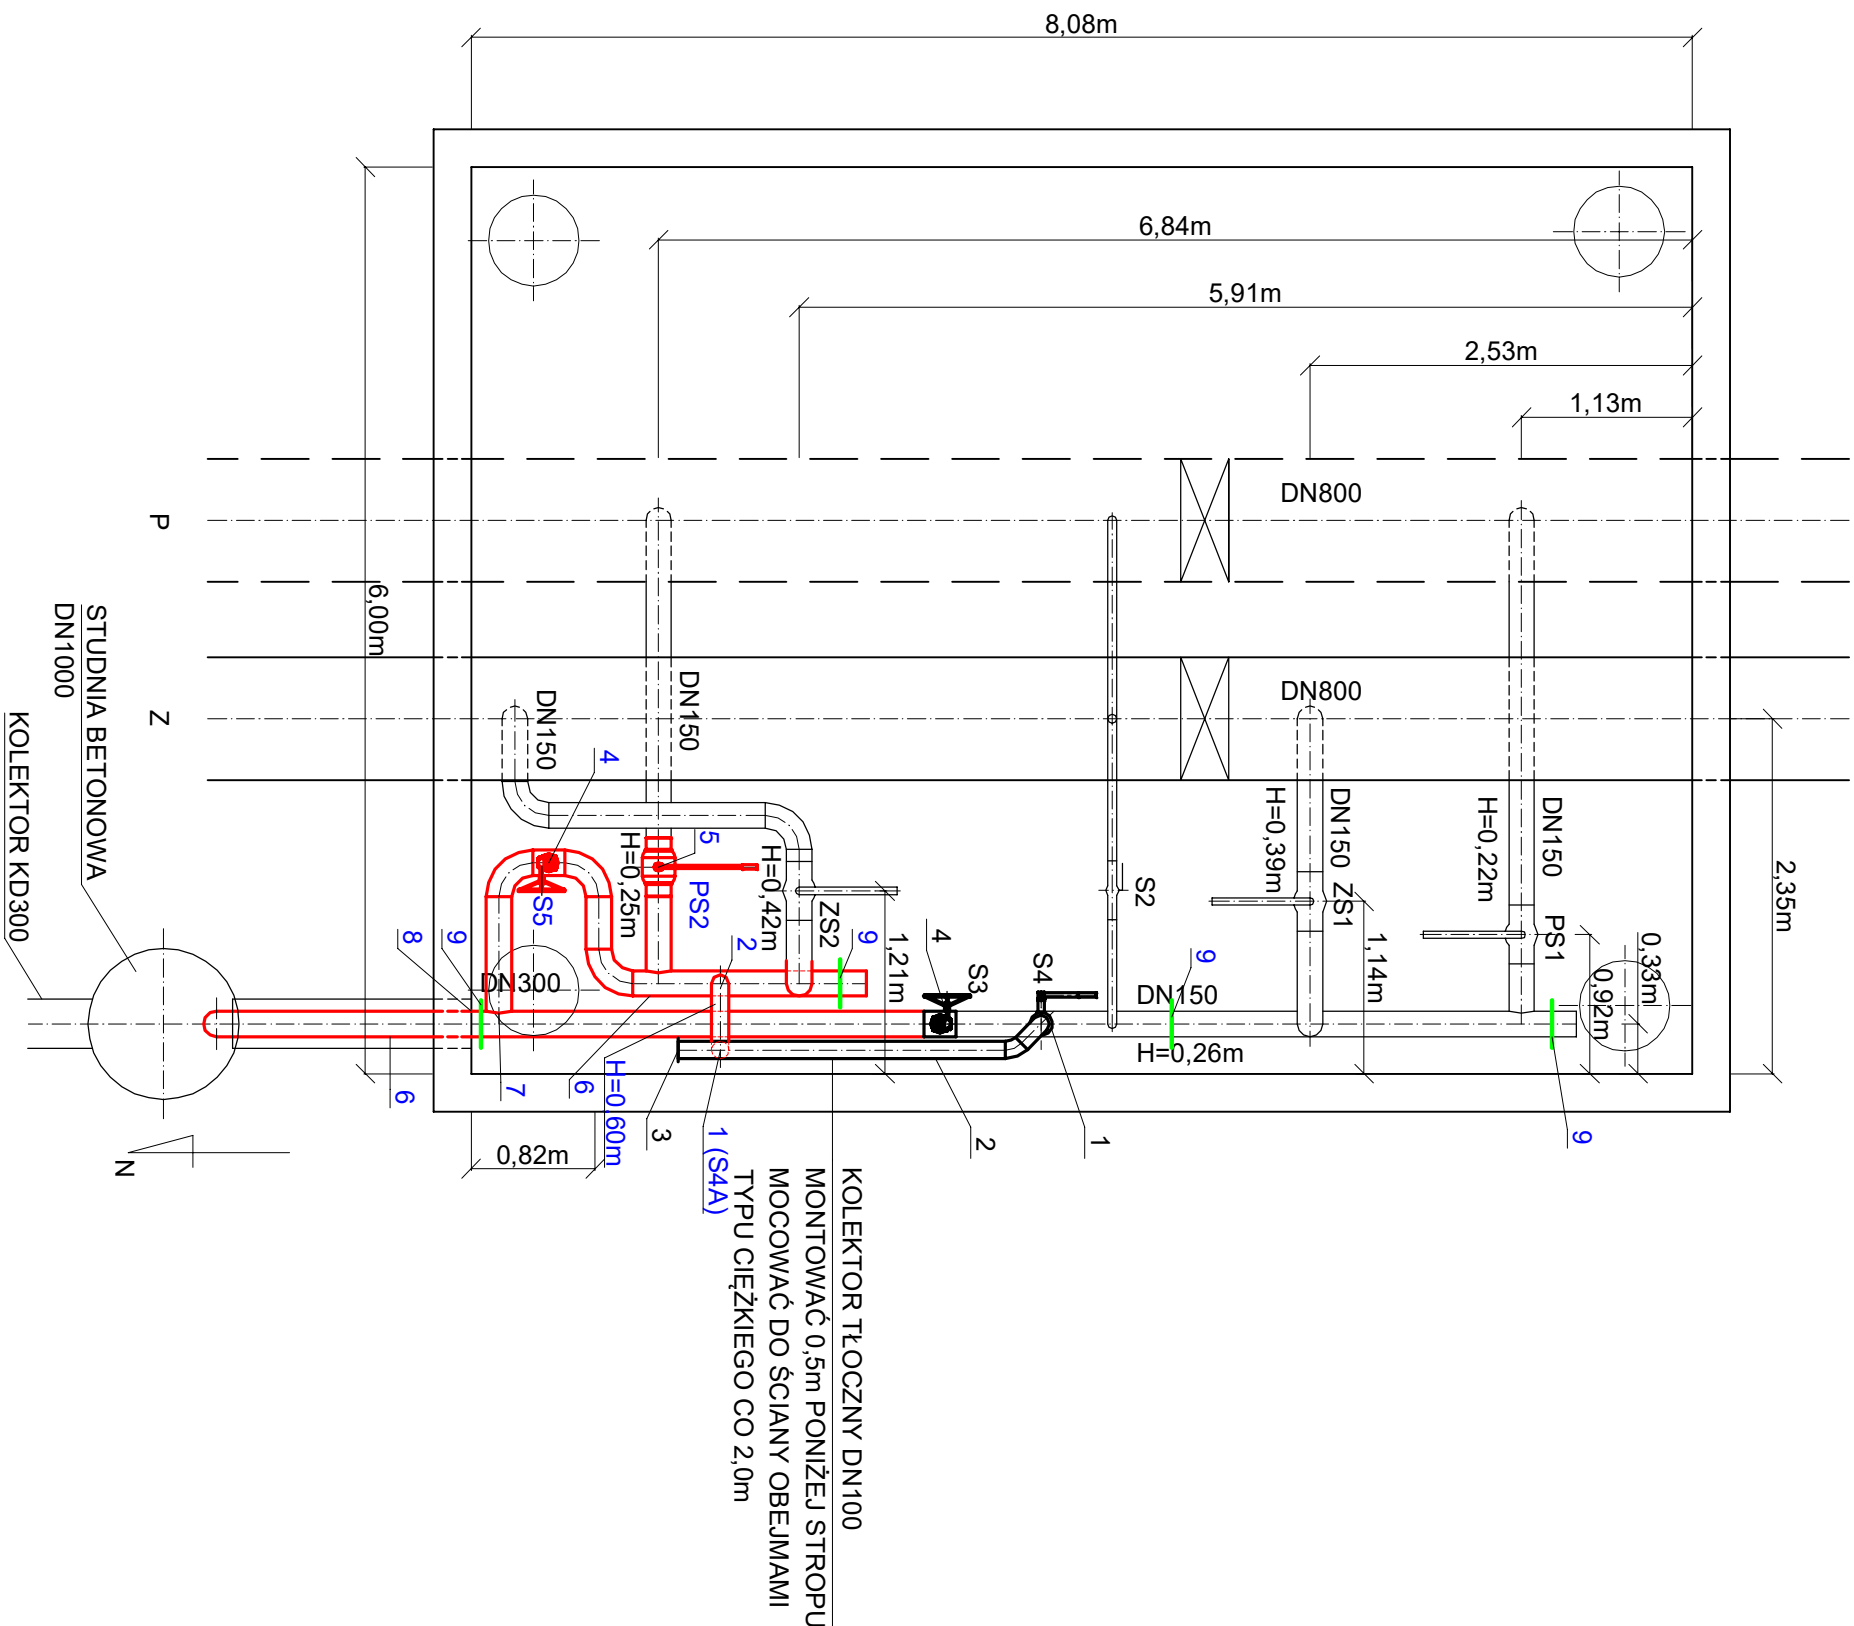 8,08m
6,84m
5,91m
2,53m
1,13m
DN800
P
6,00m
STUDNIA BETONOWA
DN1000
KOLEKTOR KD300
Z
DN800
DN150
DN150
4
5
H=0,25m
PS2
H=0,42m
ZS2
S5
S2
DN150 ZS1
H=0,39m
DN150
H=0,22m
PS1
2,35m
0,33m
0,92m
1,14m
1,21m
8
9
DN300
2
9
4
S3
S4
DN150
9
H=0,26m
6
7
6
H=0,60m
3
1 (S4A)
2
1
9
0,82m
N
KOLEKTOR TŁOCZNY DN100
MONTOWAĆ 0,5m PONIŻEJ STROPU
MOCOWAĆ DO ŚCIANY OBEJMAMI
TYPU CIĘŻKIEGO CO 2,0m